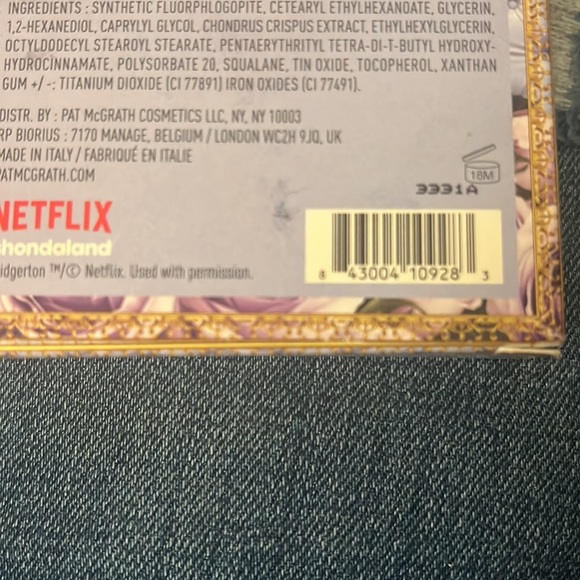 INGREDIENTS : SYNTHETIC FLUORPHLOGOPITE, CETEARYL ETHYLHEXANOATE, GLYCERIN,
1,2-HEXANEDIOL, CAPRYLYL GLYCOL, CHONDRUS CRISPUS EXTRACT, ETHYLHEXYLGLYCERIN,
OCTYLDODECYL STEAROYL STEARATE, PENTAERYTHRITYL TETRA-DI-T-BUTYL HYDROXY-
HYDROCINNAMATE, POLYSORBATE 20, SQUALANE, TIN OXIDE, TOCOPHEROL, XANTHAN
GUM +/ -: TITANIUM DIOXIDE (CI 77891) IRON OXIDES (CI 77491).
DISTR. BY : PAT McGRATH COSMETICS LLC, NY, NY 10003
RP BIORIUS : 7170 MANAGE, BELGIUM / LONDON WC2H 9JQ, UK
MADE IN ITALY / FABRIQUÉ EN ITALIE
PATMCGRATH.COM
18M
3331A
NETFLIX
shondaland
idgerton ™/© Netflix. Used with permission.
8 43004 10928 3